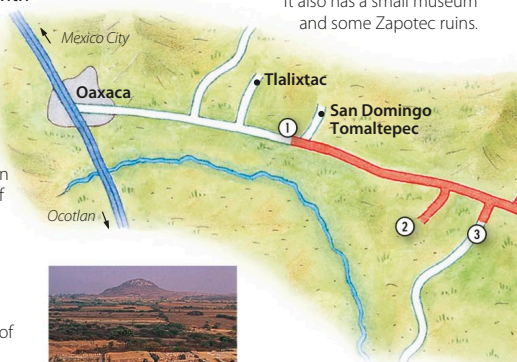 It also has a small museum
and some Zapotec ruins.
Mexico City
Oaxaca
Tlalixtac
San Domingo
Tomaltepec
1
2
3
Ocotlan
of